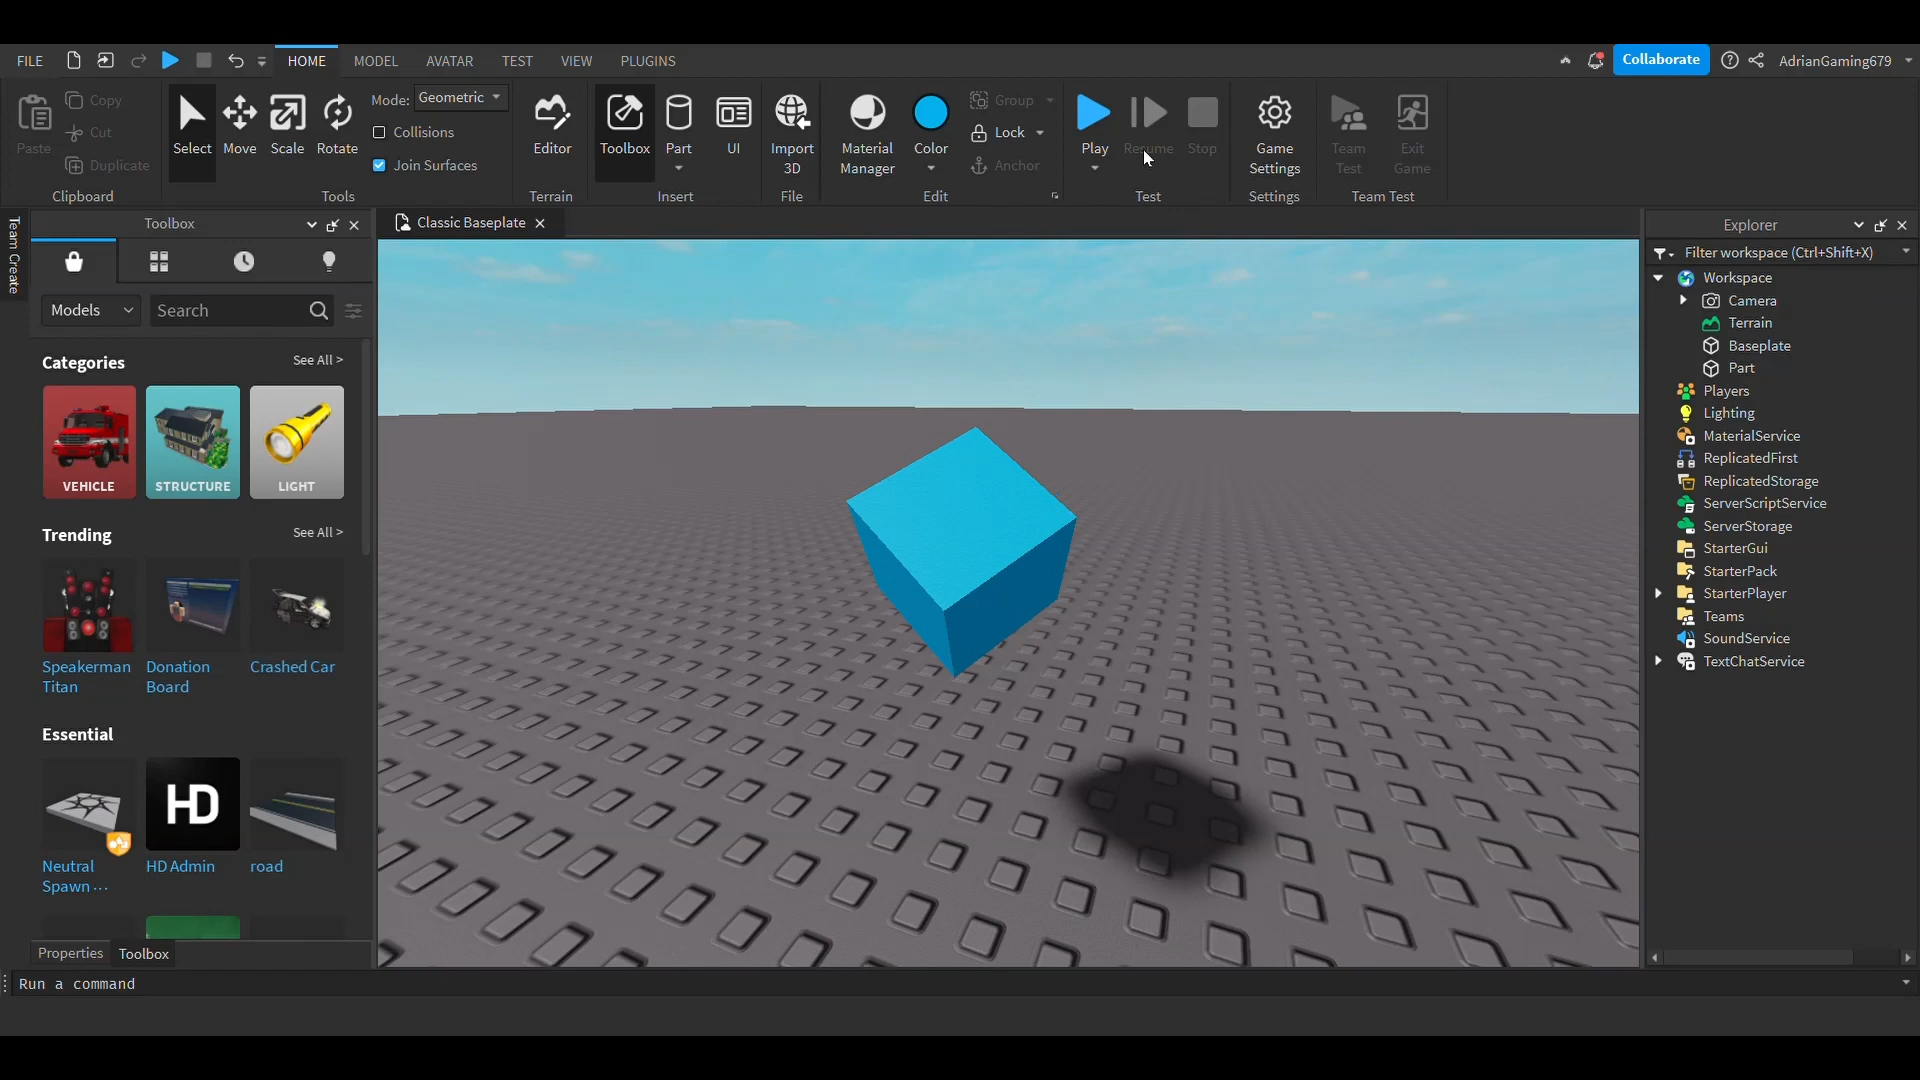 FILE
HOME
MODEL
AVATAR
TEST
VIEW
PLUGINS
Collaborate
AdrianGaming679
Paste
Copy
Cut
Duplicate
Clipboard
Select
Move
Scale
Rotate
Mode: Geometric
Collisions
Join Surfaces
Tools
Editor
Terrain
Toolbox
Part
UI
Insert
Import
3D
File
Material
Manager
Color
Group
Lock
Anchor
Edit
Play
Resume
Stop
Test
Game
Settings
Settings
Team
Test
Exit
Game
Team Test
Team Create
Toolbox
Models
Search
Categories
See All >
VEHICLE
STRUCTURE
LIGHT
Trending
See All >
Speakerman
Titan
Donation
Board
Crashed Car
Essential
HD
Neutral
Spawn ...
HD Admin
road
Properties
Toolbox
Run a command
Classic Baseplate
Explorer
Filter workspace (Ctrl+Shift+X)
Workspace
Camera
Terrain
Baseplate
Part
Players
Lighting
MaterialService
ReplicatedFirst
ReplicatedStorage
ServerScriptService
ServerStorage
StarterGui
StarterPack
StarterPlayer
Teams
SoundService
TextChatService